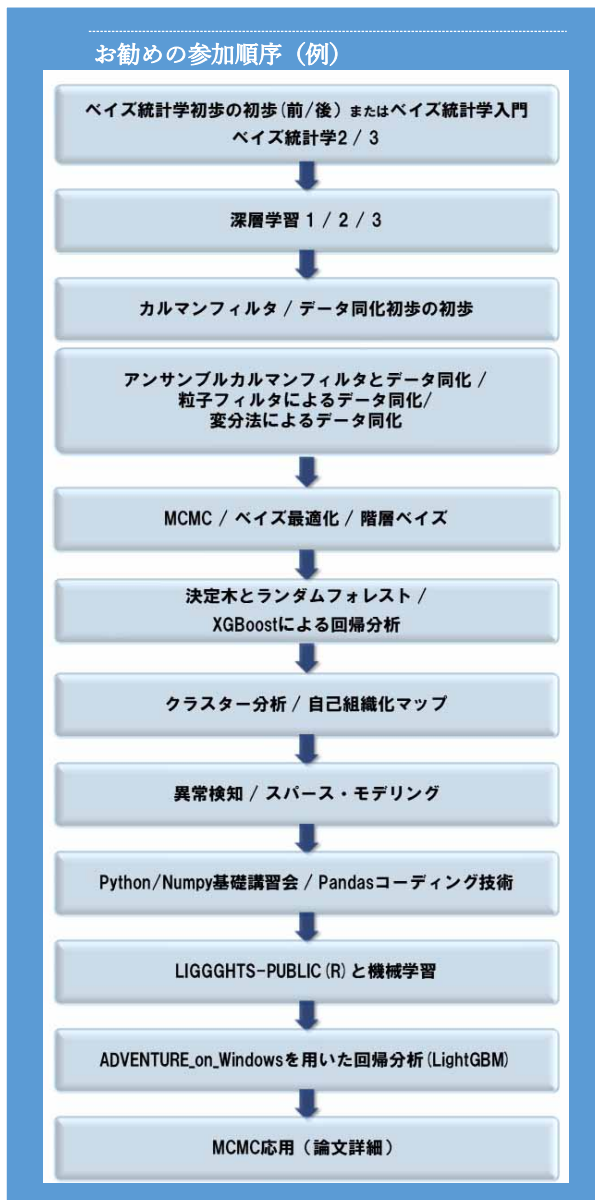 お勧めの参加順序（例）
ベイズ統計学初歩の初歩(前/後) またはベイズ統計学入門
ベイズ統計学2 / 3
深層学習 1 / 2 / 3
カルマンフィルタ / データ同化初歩の初歩
アンサンブルカルマンフィルタとデータ同化 /
粒子フィルタによるデータ同化/
変分法によるデータ同化
MCMC / ベイズ最適化 / 階層ベイズ
決定木とランダムフォレスト /
XGBoostによる回帰分析
クラスター分析 / 自己組織化マップ
異常検知 / スパース・モデリング
Python/Numpy基礎講習会 / Pandasコーディング技術
LIGGGHTS-PUBLIC(R)と機械学習
ADVENTURE_on_Windowsを用いた回帰分析(LightGBM)
MCMC応用（論文詳細）